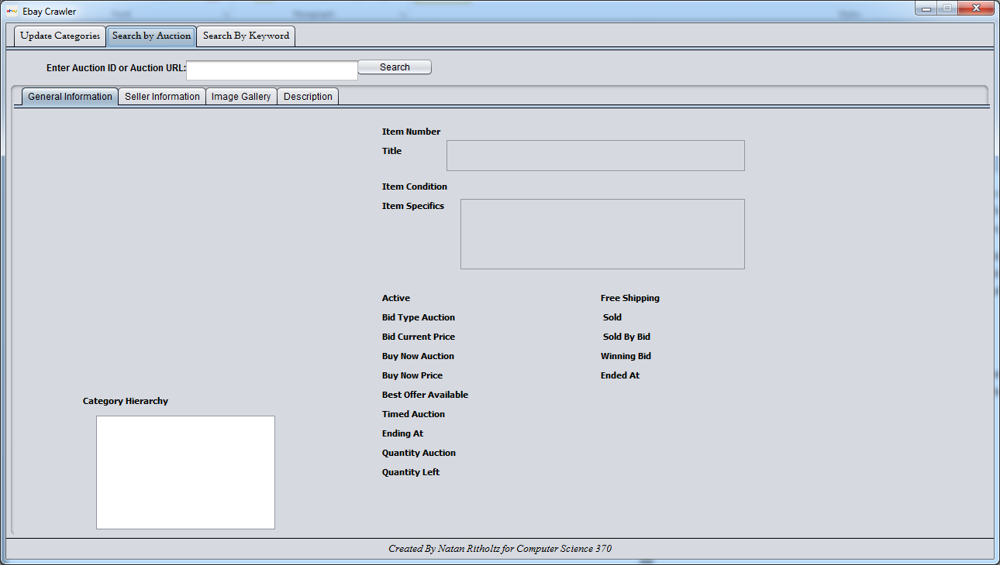 Ebay Crawler
Update Categories Search by Auction Search By Keyword
Enter Auction ID or Auction URL: Search
General Information Seller Information Image Gallery Description
Item Number
Title
Item Condition
Item Specifics
Active Free Shipping
Bid Type Auction Sold
Bid Current Price Sold By Bid
Buy Now Auction Winning Bid
Buy Now Price Ended At
Best Offer Available
Category Hierarchy
Timed Auction
Ending At
Quantity Auction
Quantity Left
Created By Natan Ritholtz for Computer Science 370